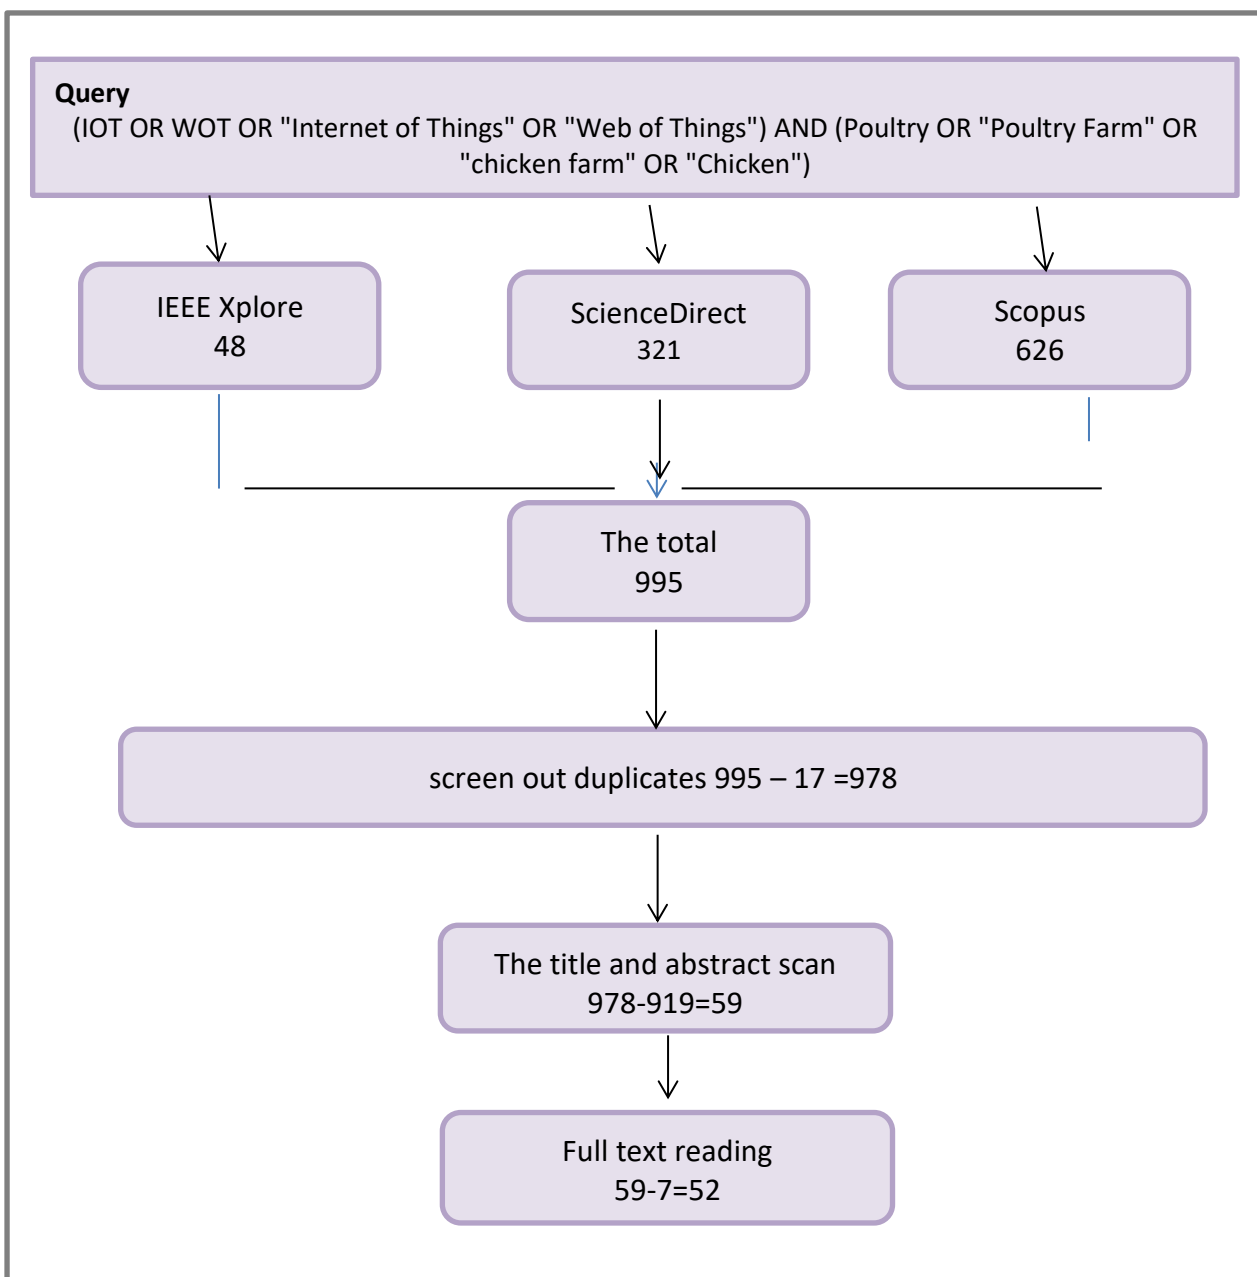 Query
(IOT OR WOT OR "Internet of Things" OR "Web of Things") AND (Poultry OR "Poultry Farm" OR
"chicken farm" OR "Chicken")
IEEE Xplore
48
ScienceDirect
321
Scopus
626
The total
995
screen out duplicates 995 – 17 =978
The title and abstract scan
978-919=59
Full text reading
59-7=52